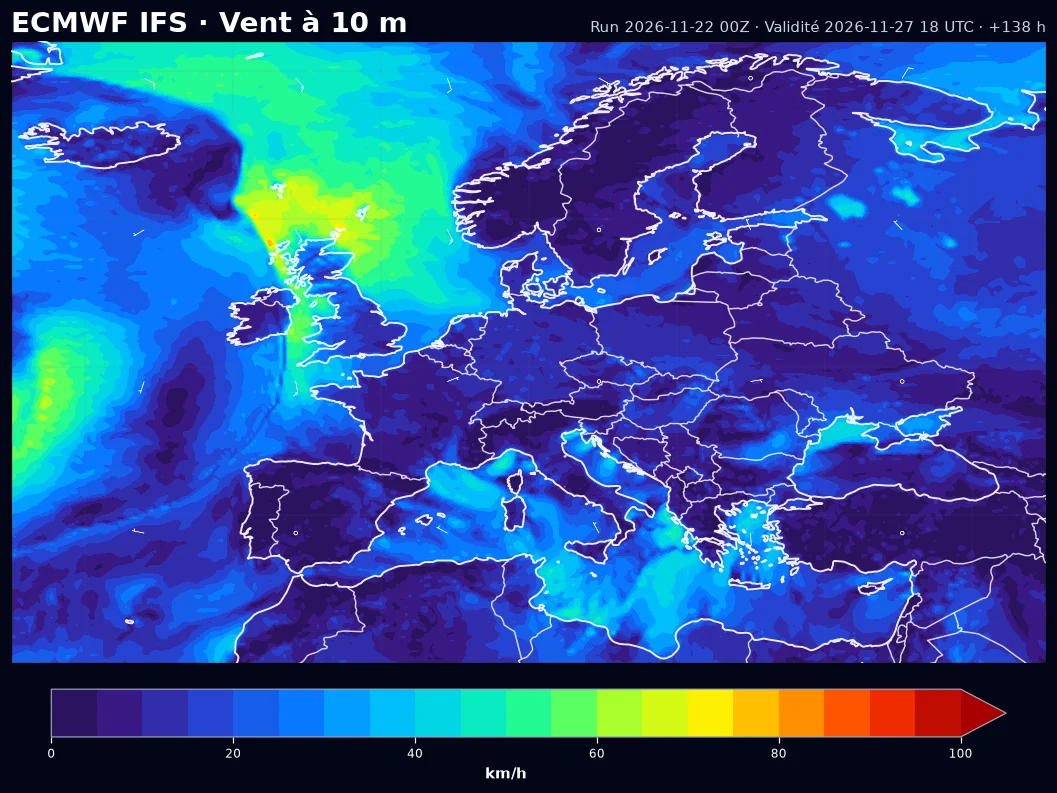 ECMWF IFS · Vent à 10 m
Run 2026-11-22 00Z · Validité 2026-11-27 18 UTC · +138 h
0 20 40 60 80 100
km/h